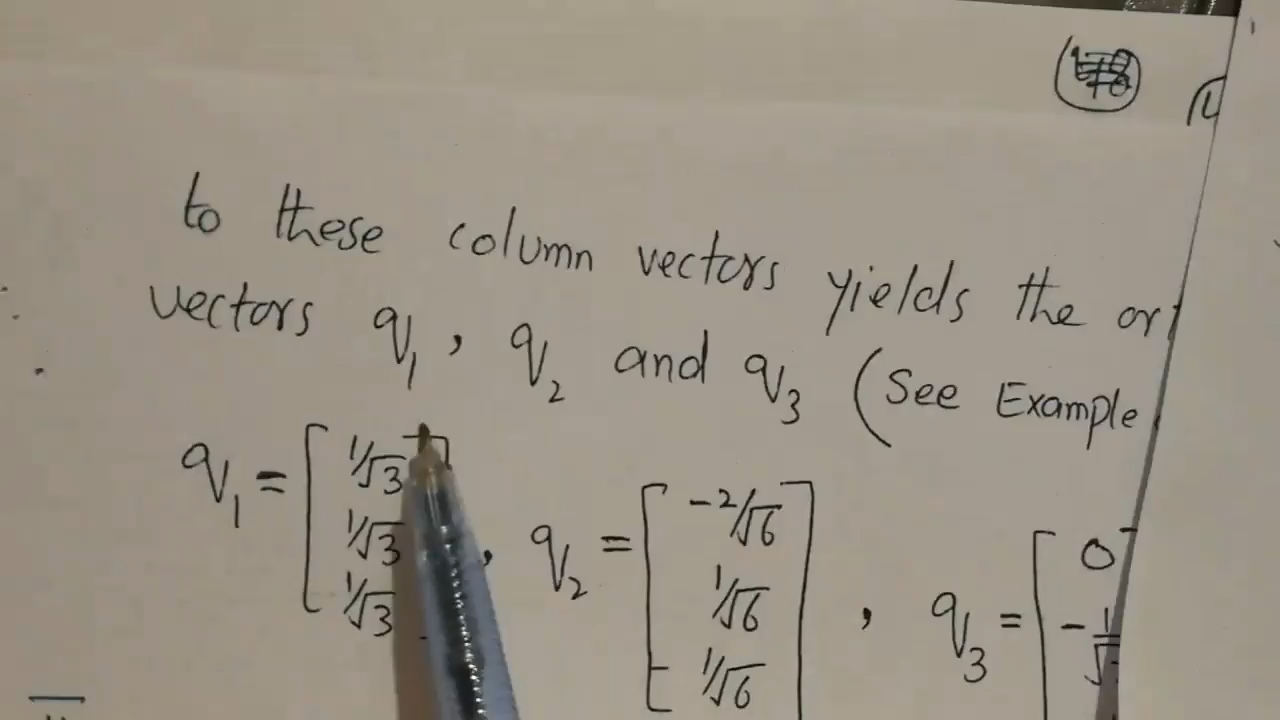 to these column vectors yields the or
vectors q₁, q₂ and q₃ (See Example
q₁ = [1/√3 1/√3 1/√3], q₂ = [-2/√6 1/√6 1/√6], q₃ = [0 -1/√